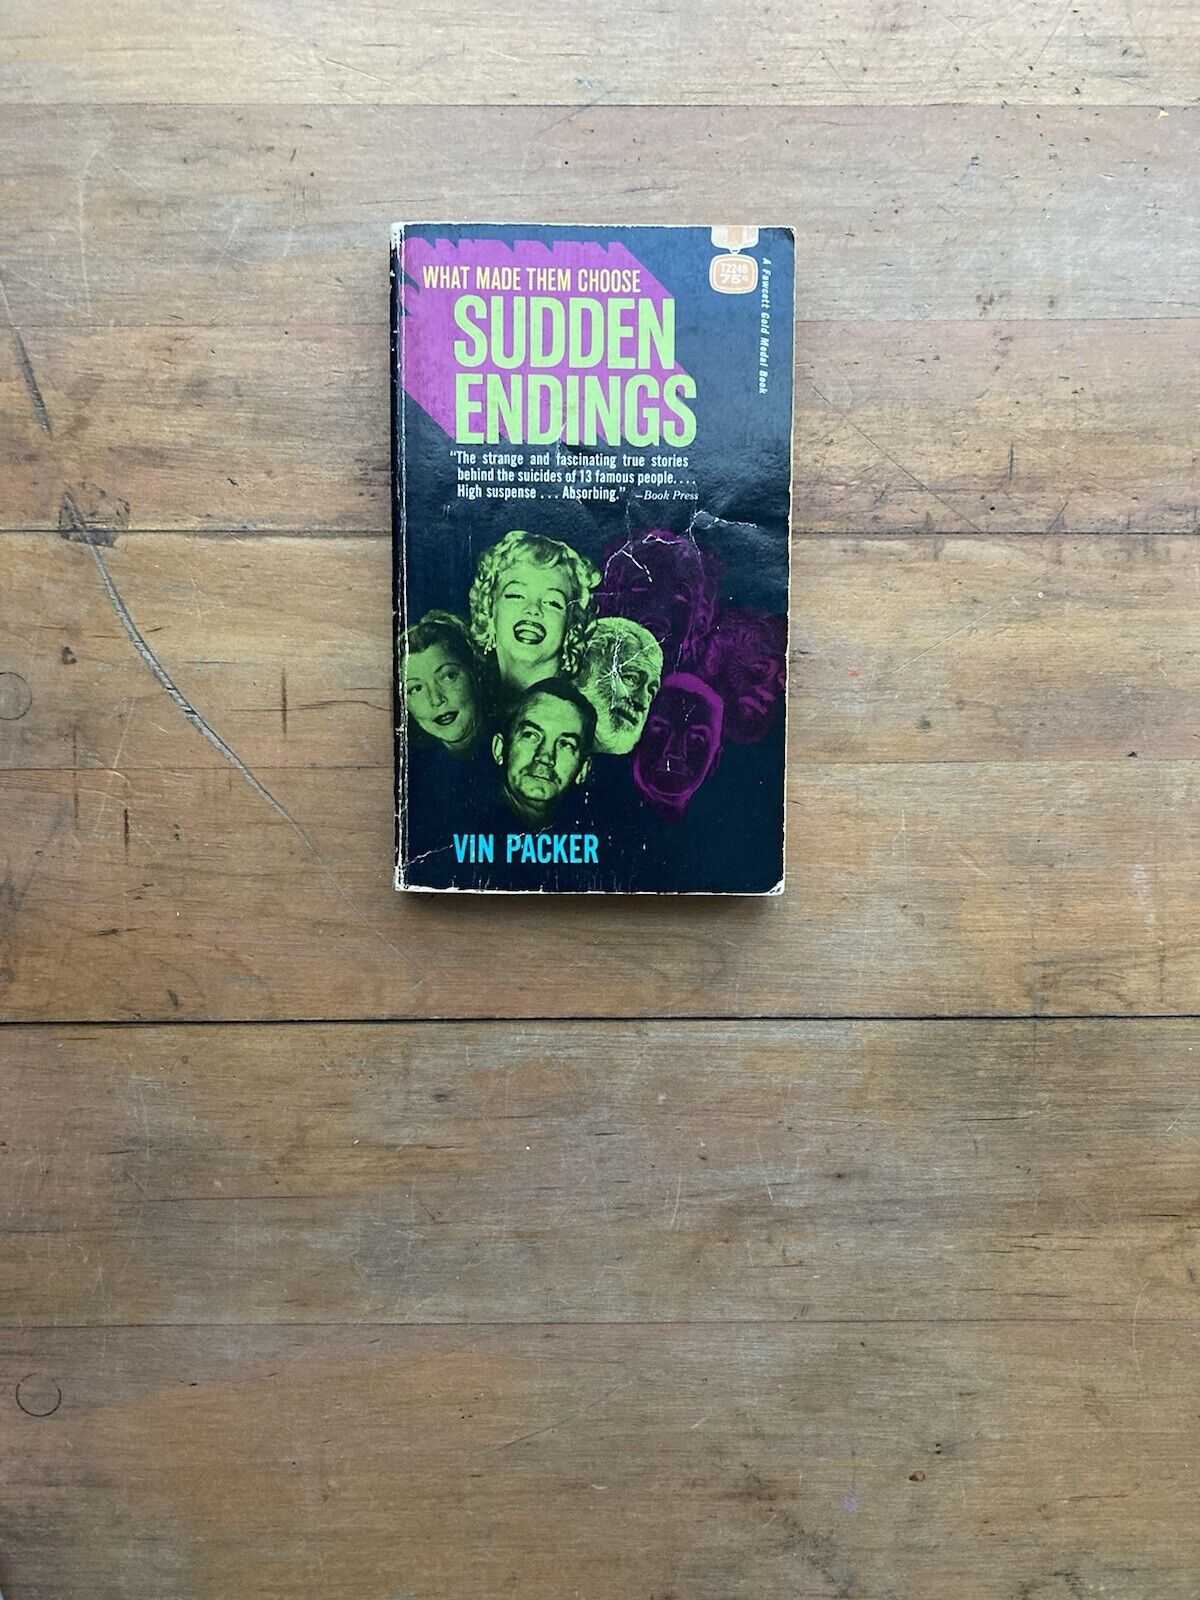 WHAT MADE THEM CHOOSE
SUDDEN
ENDINGS
T2248
75¢
A Fawcett Gold Medal Book
“The strange and fascinating true stories
behind the suicides of 13 famous people....
High suspense ... Absorbing.” —Book Press
VIN PACKER